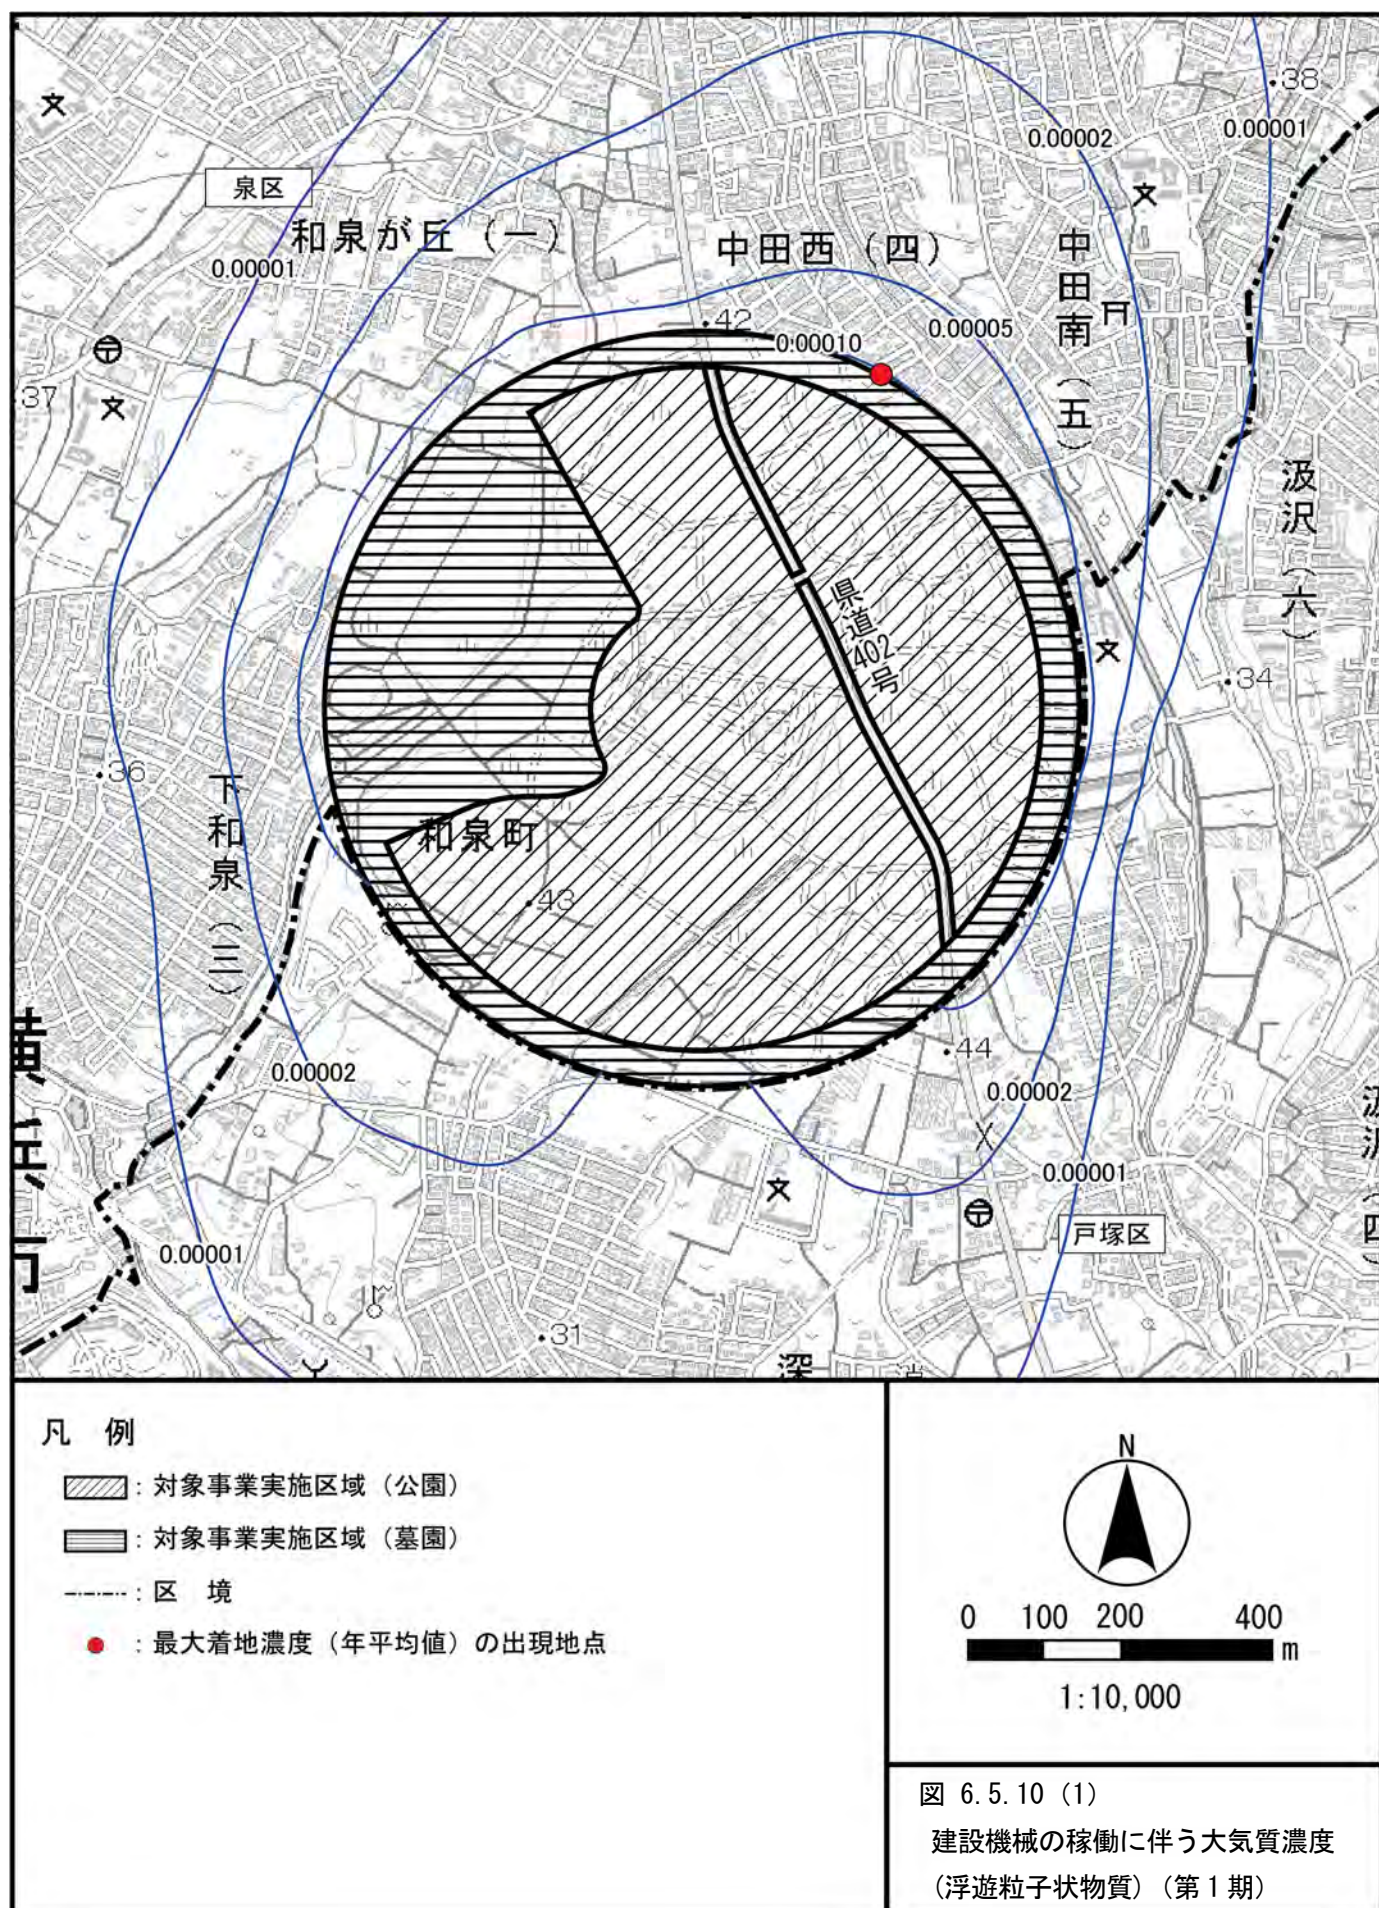 38
0.00002
0.00001
泉区
和泉が丘（一）
中田西（四）
中田南（五）
0.00001
42
0.00010
0.00005
37
汲沢（六）
県道402号
34
36
下和泉（三）
和泉町
43
44
0.00002
0.00002
0.00001
戸塚区
0.00001
31
深
凡　例
：対象事業実施区域（公園）
：対象事業実施区域（墓園）
：区　境
：最大着地濃度（年平均値）の出現地点
N
0 100 200 400
m
1:10,000
図 6.5.10 (1)
建設機械の稼働に伴う大気質濃度
(浮遊粒子状物質) (第１期)